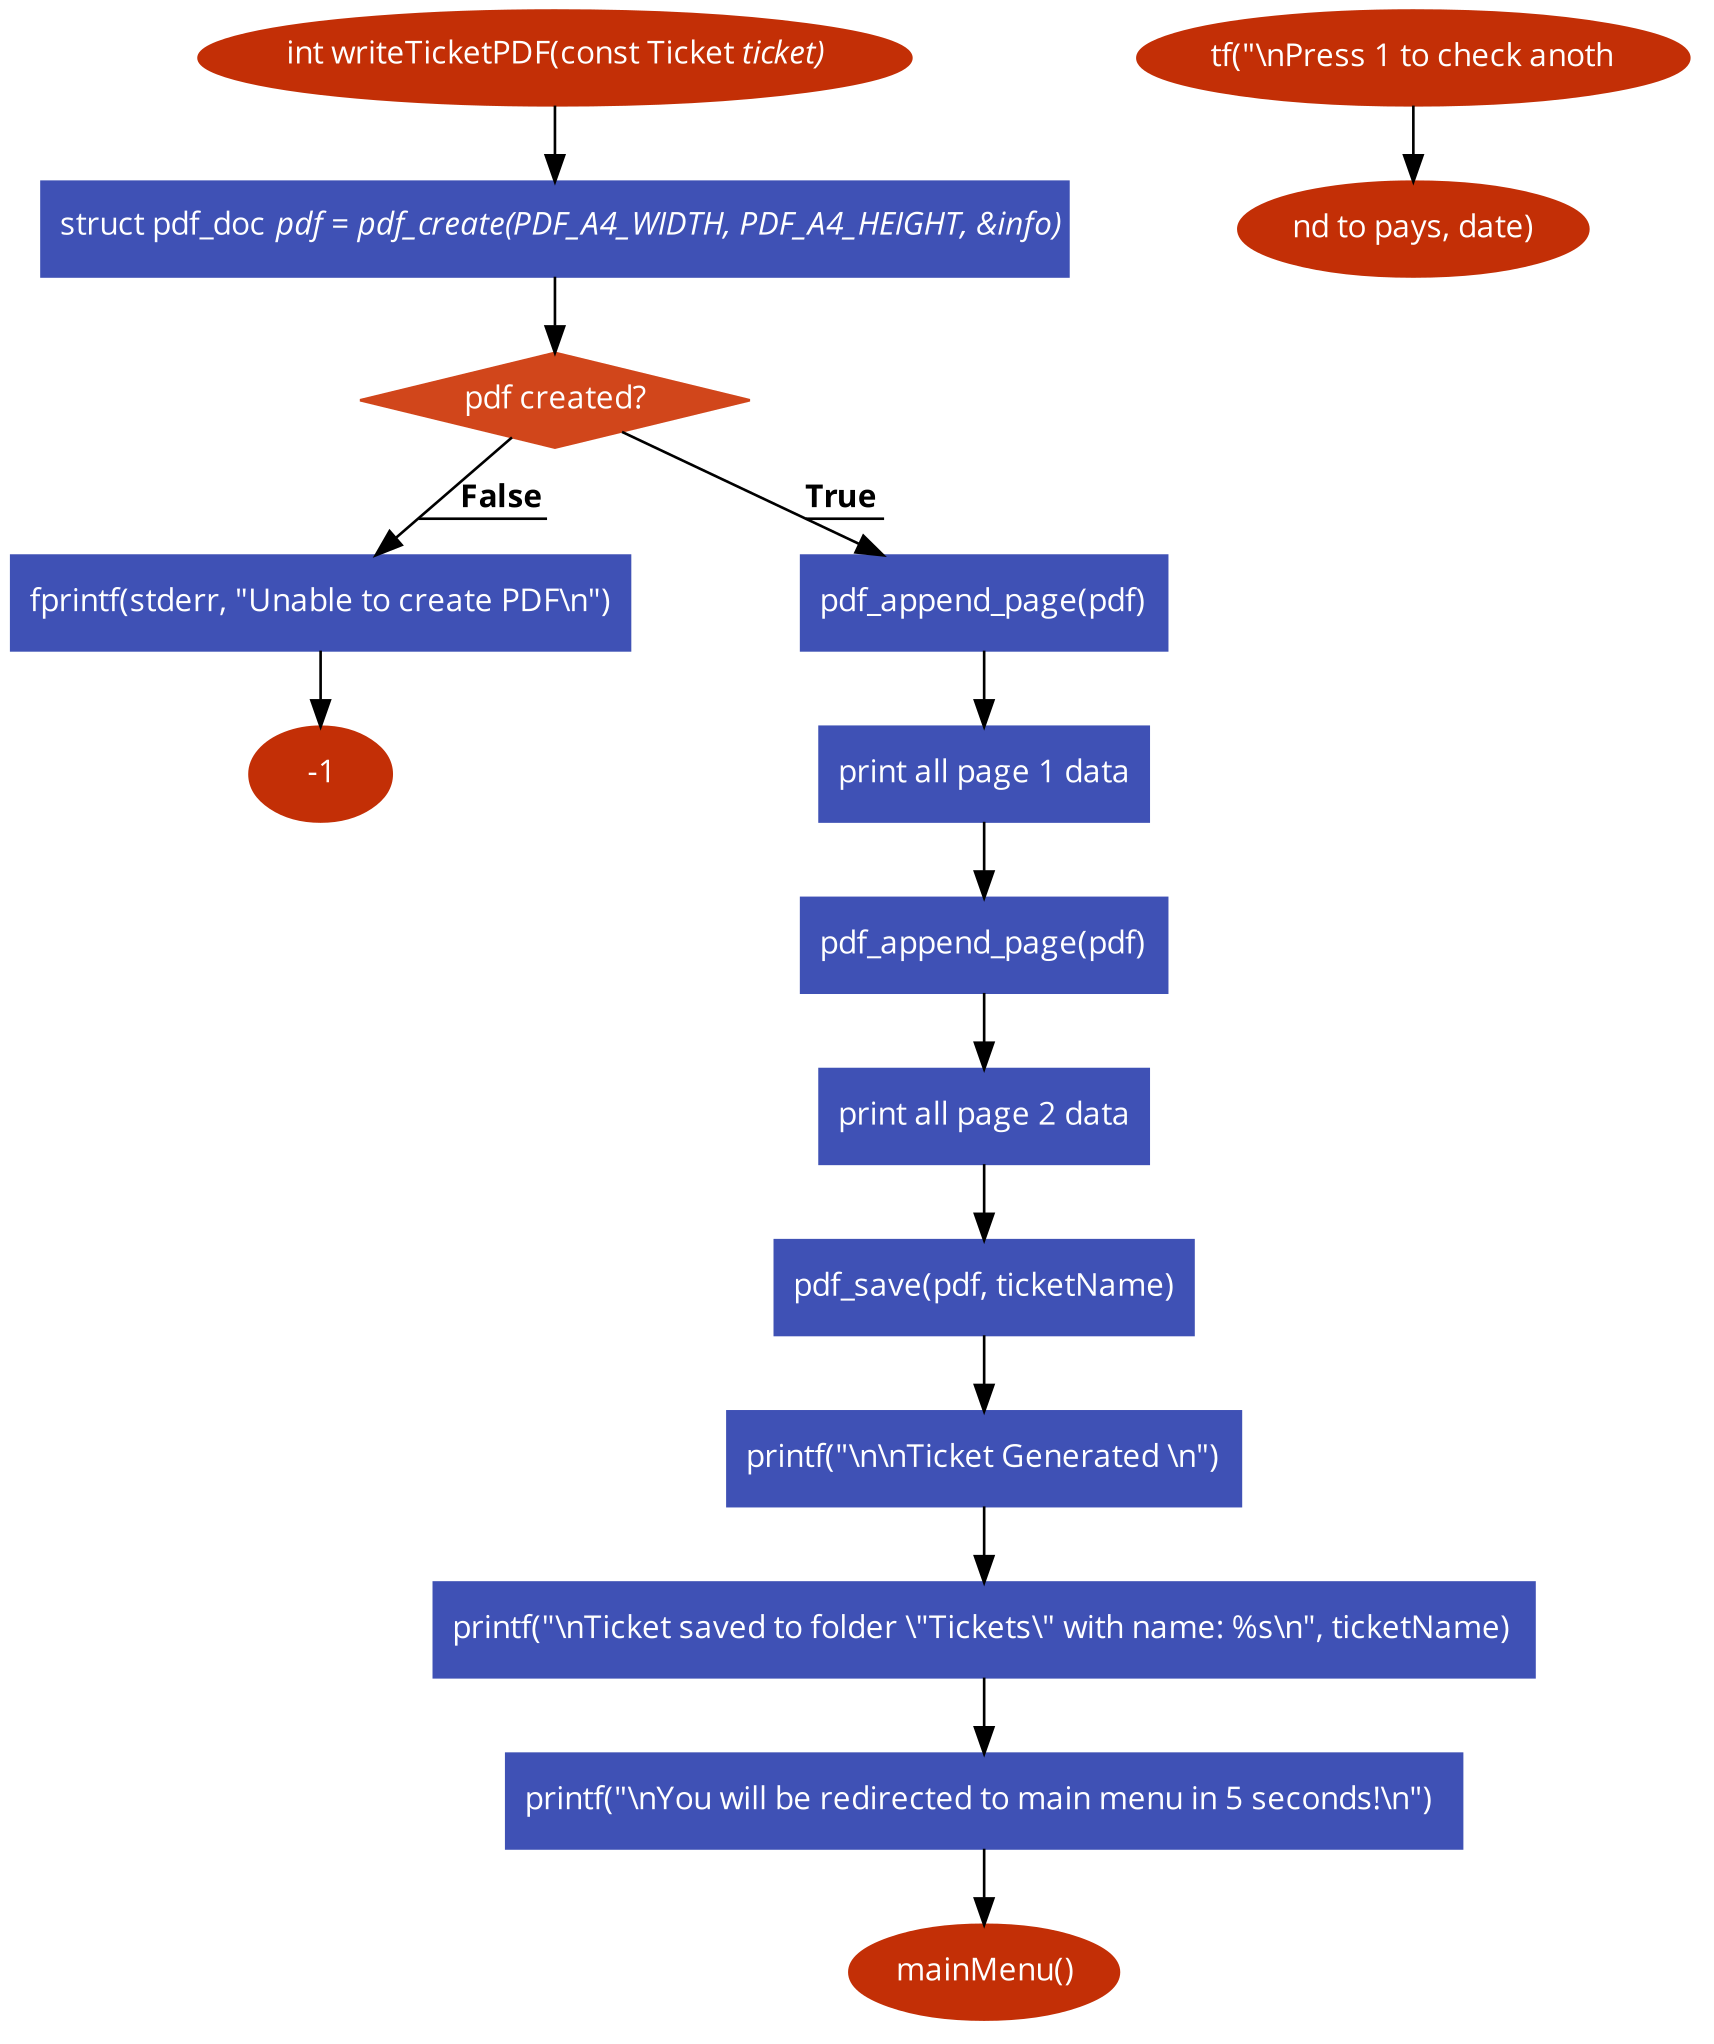 int writeTicketPDF(const Ticket ticket)
tf("\nPress 1 to check anoth
struct pdf_doc pdf = pdf_create(PDF_A4_WIDTH, PDF_A4_HEIGHT, &info)
nd to pays, date)
pdf created?
False
True
fprintf(stderr, "Unable to create PDF\n")
pdf_append_page(pdf)
-1
print all page 1 data
pdf_append_page(pdf)
print all page 2 data
pdf_save(pdf, ticketName)
printf("\n\nTicket Generated \n")
printf("\nTicket saved to folder \"Tickets\" with name: %s\n", ticketName)
printf("\nYou will be redirected to main menu in 5 seconds!\n")
mainMenu()